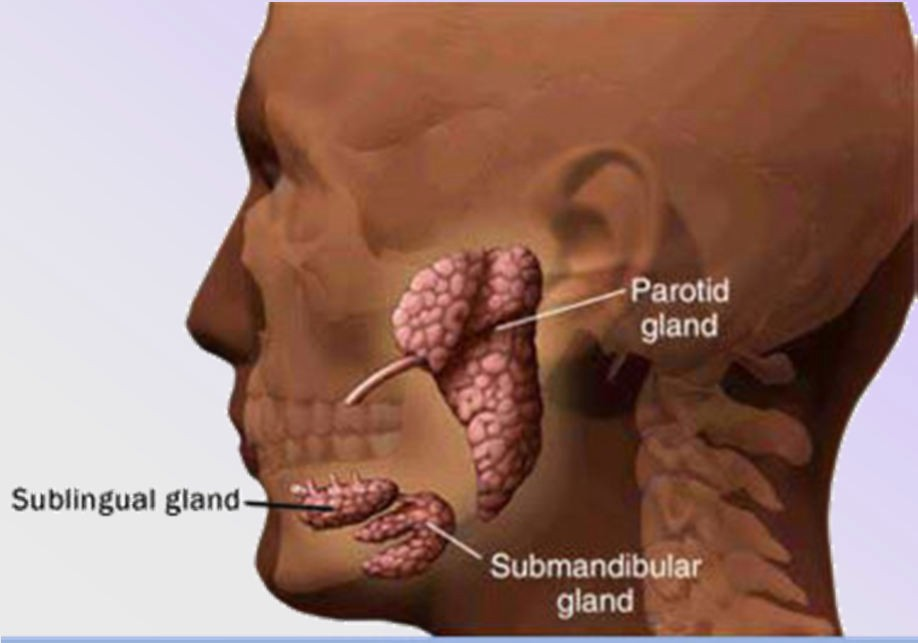 Parotid
gland
Sublingual gland
Submandibular
gland